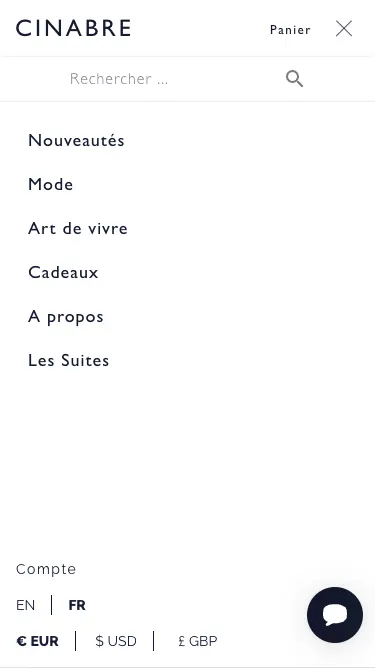 CINABRE
Panier
Rechercher ...
Nouveautés
Mode
Art de vivre
Cadeaux
A propos
Les Suites
Compte
EN | FR
€ EUR | $ USD | £ GBP